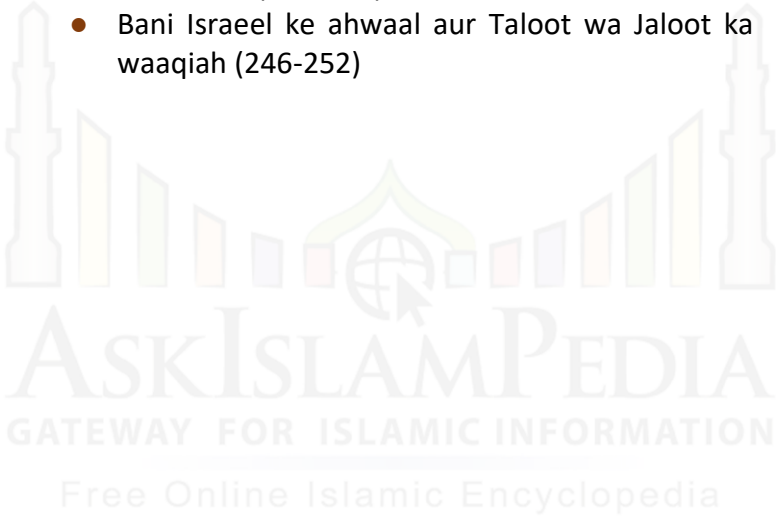 Bani Israeel ke ahwaal aur Taloot wa Jaloot ka
waaqiah (246-252)
ASKISLAMPEDIA
GATEWAY FOR ISLAMIC INFORMATION
Free Online Islamic Encyclopedia